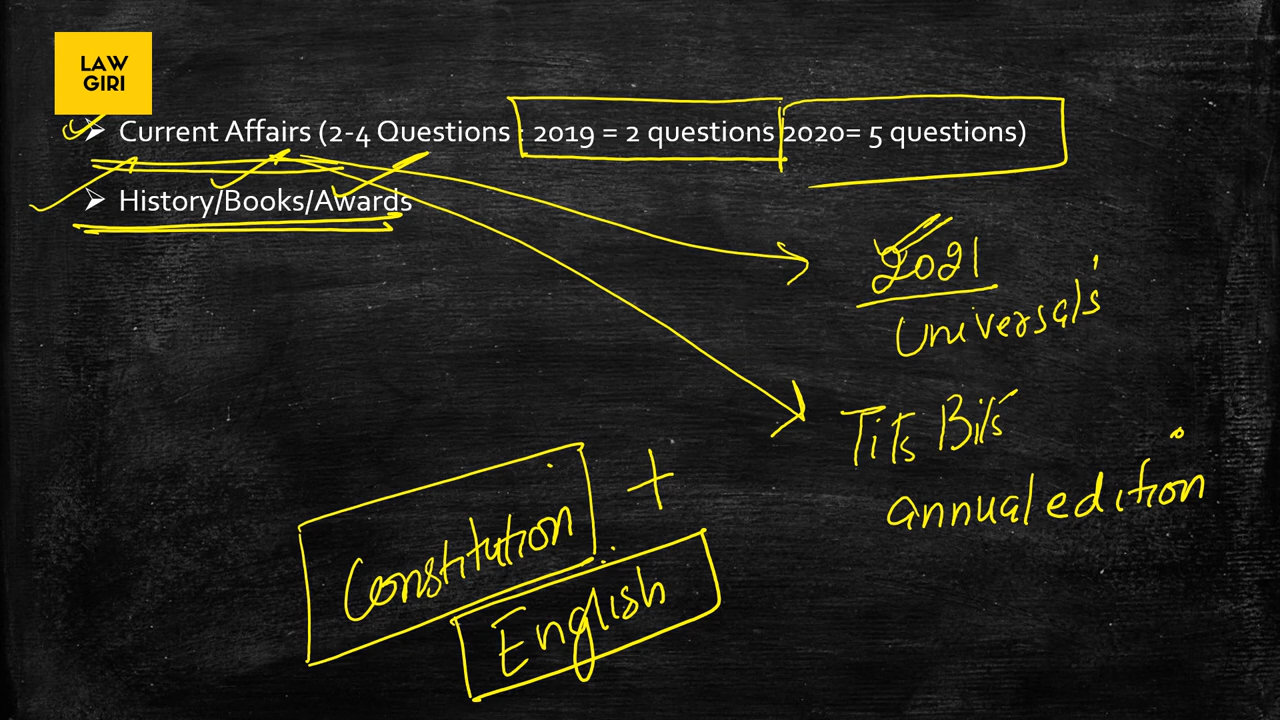 LAW
GIRI
➤ Current Affairs (2-4 Questions : 2019 = 2 questions 2020= 5 questions)
➤ History/Books/Awards
2021
Universals'
Tits Bits
annual edition
Constitution +
English